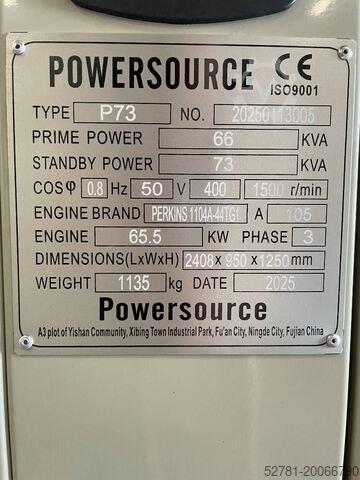 POWERSOURCE CE
ISO9001
TYPE P73 NO. 20250113005
PRIME POWER 66 KVA
STANDBY POWER 73 KVA
COSφ 0.8 Hz 50 V 400 1500 r/min
ENGINE BRAND PERKINS 1104A-44TG1 A 105
ENGINE 65.5 KW PHASE 3
DIMENSIONS(LxWxH) 2408 x 950 x 1250 mm
WEIGHT 1135 kg DATE 2025
Powersource
A3 plot of Yishan Community, Xibing Town Industrial Park, Fu'an City, Ningde City, Fujian China
52781-20066790